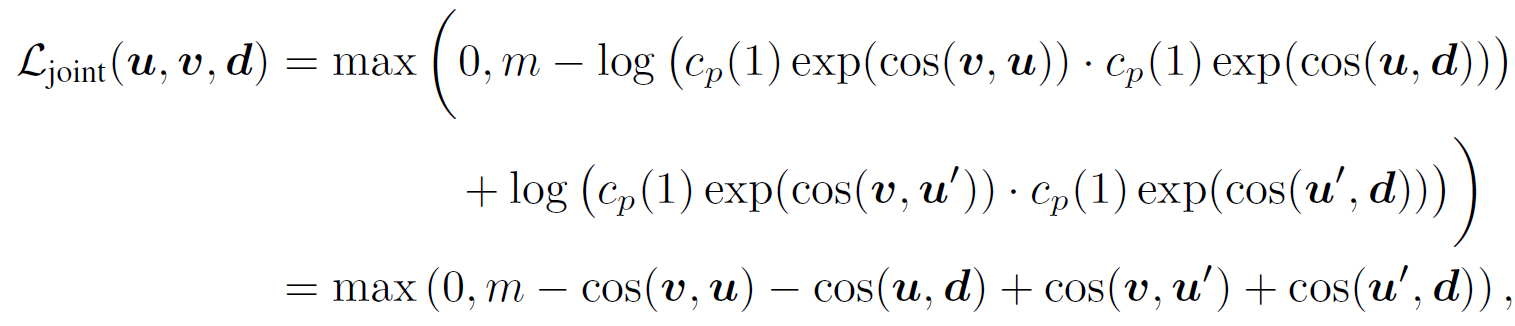 ℒ_joint(𝒖, 𝒗, 𝒅) = max ( 0, m − log (c_p(1) exp(cos(𝒗, 𝒖)) · c_p(1) exp(cos(𝒖, 𝒅)))
+ log (c_p(1) exp(cos(𝒗, 𝒖′)) · c_p(1) exp(cos(𝒖′, 𝒅))) )
= max (0, m − cos(𝒗, 𝒖) − cos(𝒖, 𝒅) + cos(𝒗, 𝒖′) + cos(𝒖′, 𝒅)) ,